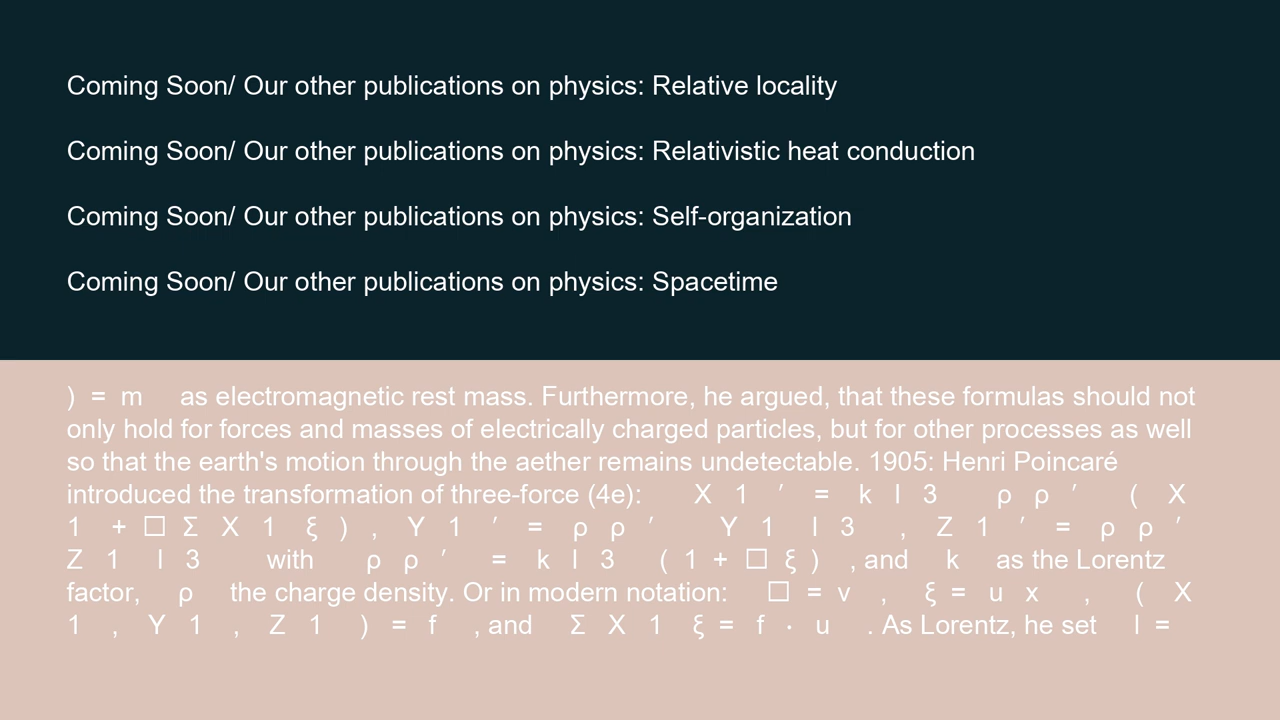 Coming Soon/ Our other publications on physics: Relative locality
Coming Soon/ Our other publications on physics: Relativistic heat conduction
Coming Soon/ Our other publications on physics: Self-organization
Coming Soon/ Our other publications on physics: Spacetime
) = m as electromagnetic rest mass. Furthermore, he argued, that these formulas should not
only hold for forces and masses of electrically charged particles, but for other processes as well
so that the earth's motion through the aether remains undetectable. 1905: Henri Poincaré
introduced the transformation of three-force (4e): X 1 ′ = k l 3 ρ ρ ′ ( X
1 + □ Σ X 1 ξ ) , Y 1 ′ = ρ ρ ′ Y 1 l 3 , Z 1 ′ = ρ ρ ′
Z 1 l 3 with ρ ρ ′ = k l 3 ( 1 + □ ξ ) , and k as the Lorentz
factor, ρ the charge density. Or in modern notation: □ = v , ξ = u x , ( X
1 , Y 1 , Z 1 ) = f , and Σ X 1 ξ = f ⋅ u . As Lorentz, he set l =